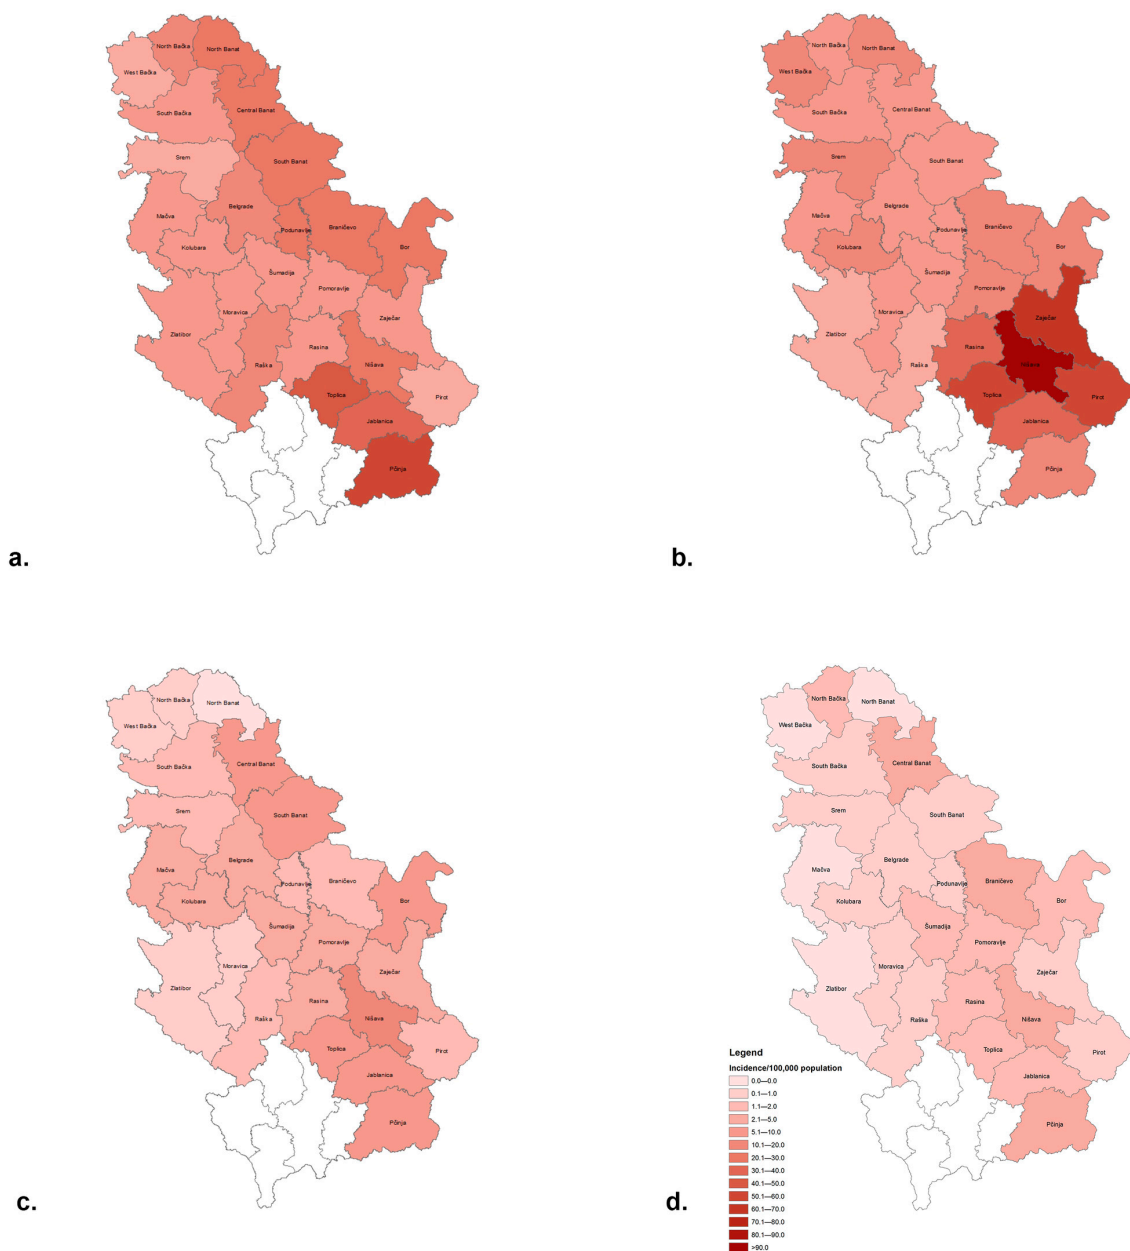 North Bačka
North Banat
West Bačka
South Bačka
Central Banat
Srem
South Banat
Mačva
Belgrade
Podunavlje
Braničevo
Bor
Kolubara
Šumadija
Pomoravlje
Zaječar
Zlatibor
Moravica
Raška
Rasina
Nišava
Toplica
Pirot
Jablanica
Pčinja
a.
North Bačka
North Banat
West Bačka
South Bačka
Central Banat
Srem
South Banat
Mačva
Belgrade
Podunavlje
Braničevo
Bor
Kolubara
Šumadija
Pomoravlje
Zaječar
Zlatibor
Moravica
Raška
Rasina
Nišava
Toplica
Pirot
Jablanica
Pčinja
b.
North Bačka
North Banat
West Bačka
South Bačka
Central Banat
Srem
South Banat
Mačva
Belgrade
Podunavlje
Braničevo
Bor
Kolubara
Šumadija
Pomoravlje
Zaječar
Zlatibor
Moravica
Raška
Rasina
Nišava
Toplica
Pirot
Jablanica
Pčinja
c.
North Bačka
North Banat
West Bačka
South Bačka
Central Banat
Srem
South Banat
Mačva
Belgrade
Podunavlje
Braničevo
Bor
Kolubara
Šumadija
Pomoravlje
Zaječar
Zlatibor
Moravica
Raška
Rasina
Nišava
Toplica
Pirot
Jablanica
Pčinja
d.
Legend
Incidence/100,000 population
0.0—0.0
0.1—1.0
1.1—2.0
2.1—5.0
5.1—10.0
10.1—20.0
20.1—30.0
30.1—40.0
40.1—50.0
50.1—60.0
60.1—70.0
70.1—80.0
80.1—90.0
>90.0